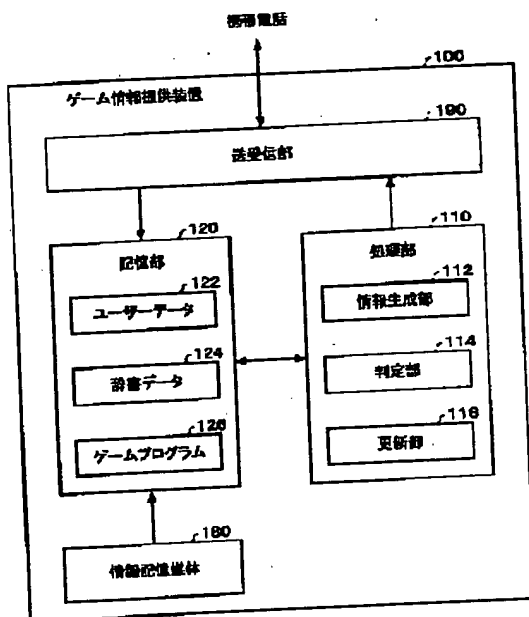 携帯電話
100
ゲーム情報提供装置
190
送受信部
120
記憶部
122
ユーザーデータ
124
辞書データ
126
ゲームプログラム
110
処理部
112
情報生成部
114
判定部
116
更新部
180
情報記憶媒体